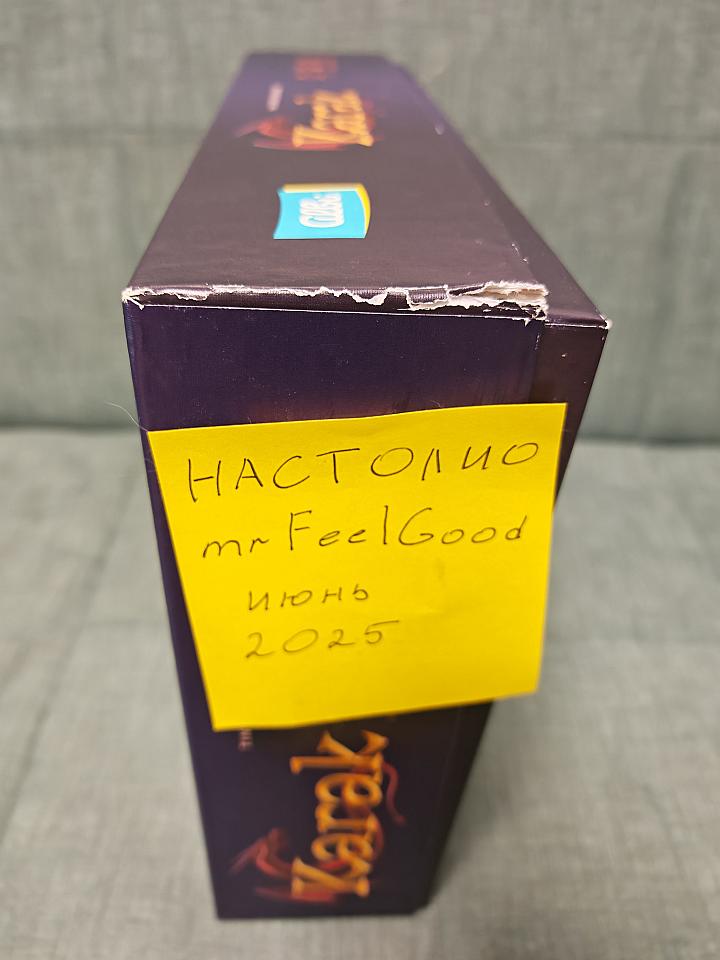 Karak
НАСТОЛИО
mr FeelGood
июнь
2025
Karak